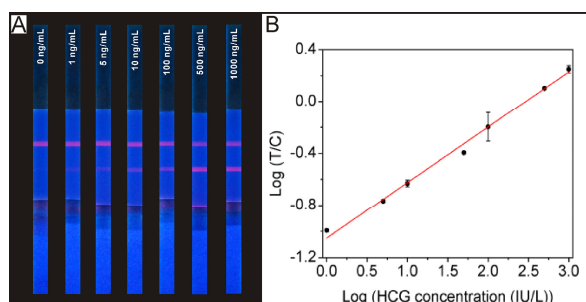 A
0 ng/mL
1 ng/mL
5 ng/mL
10 ng/mL
100 ng/mL
500 ng/mL
1000 ng/mL
B
Log (T/C)
0.4
0.0
-0.4
-0.8
-1.2
0.0 0.5 1.0 1.5 2.0 2.5 3.0
Log (HCG concentration (IU/L))